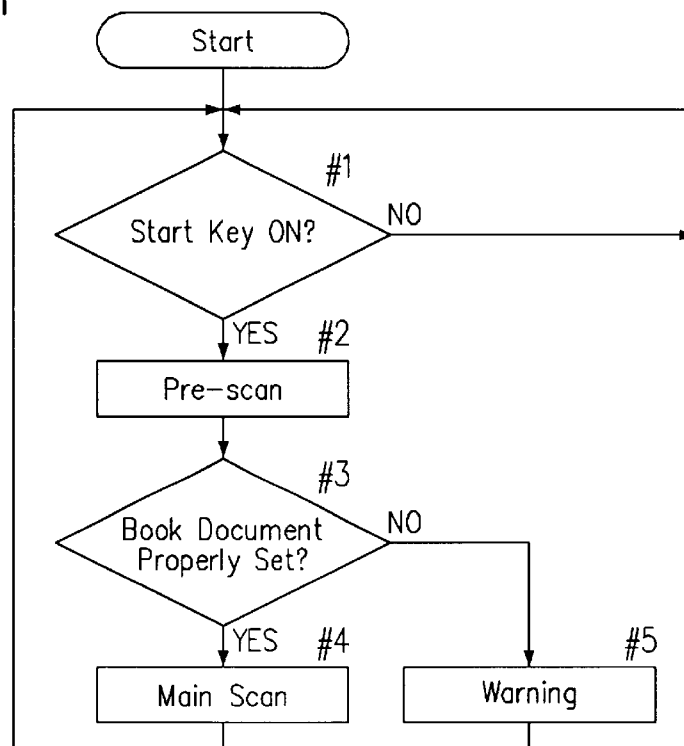 Start
#1
Start Key ON?
NO
YES
#2
Pre-scan
#3
Book Document
Properly Set?
NO
YES
#4
#5
Main Scan
Warning